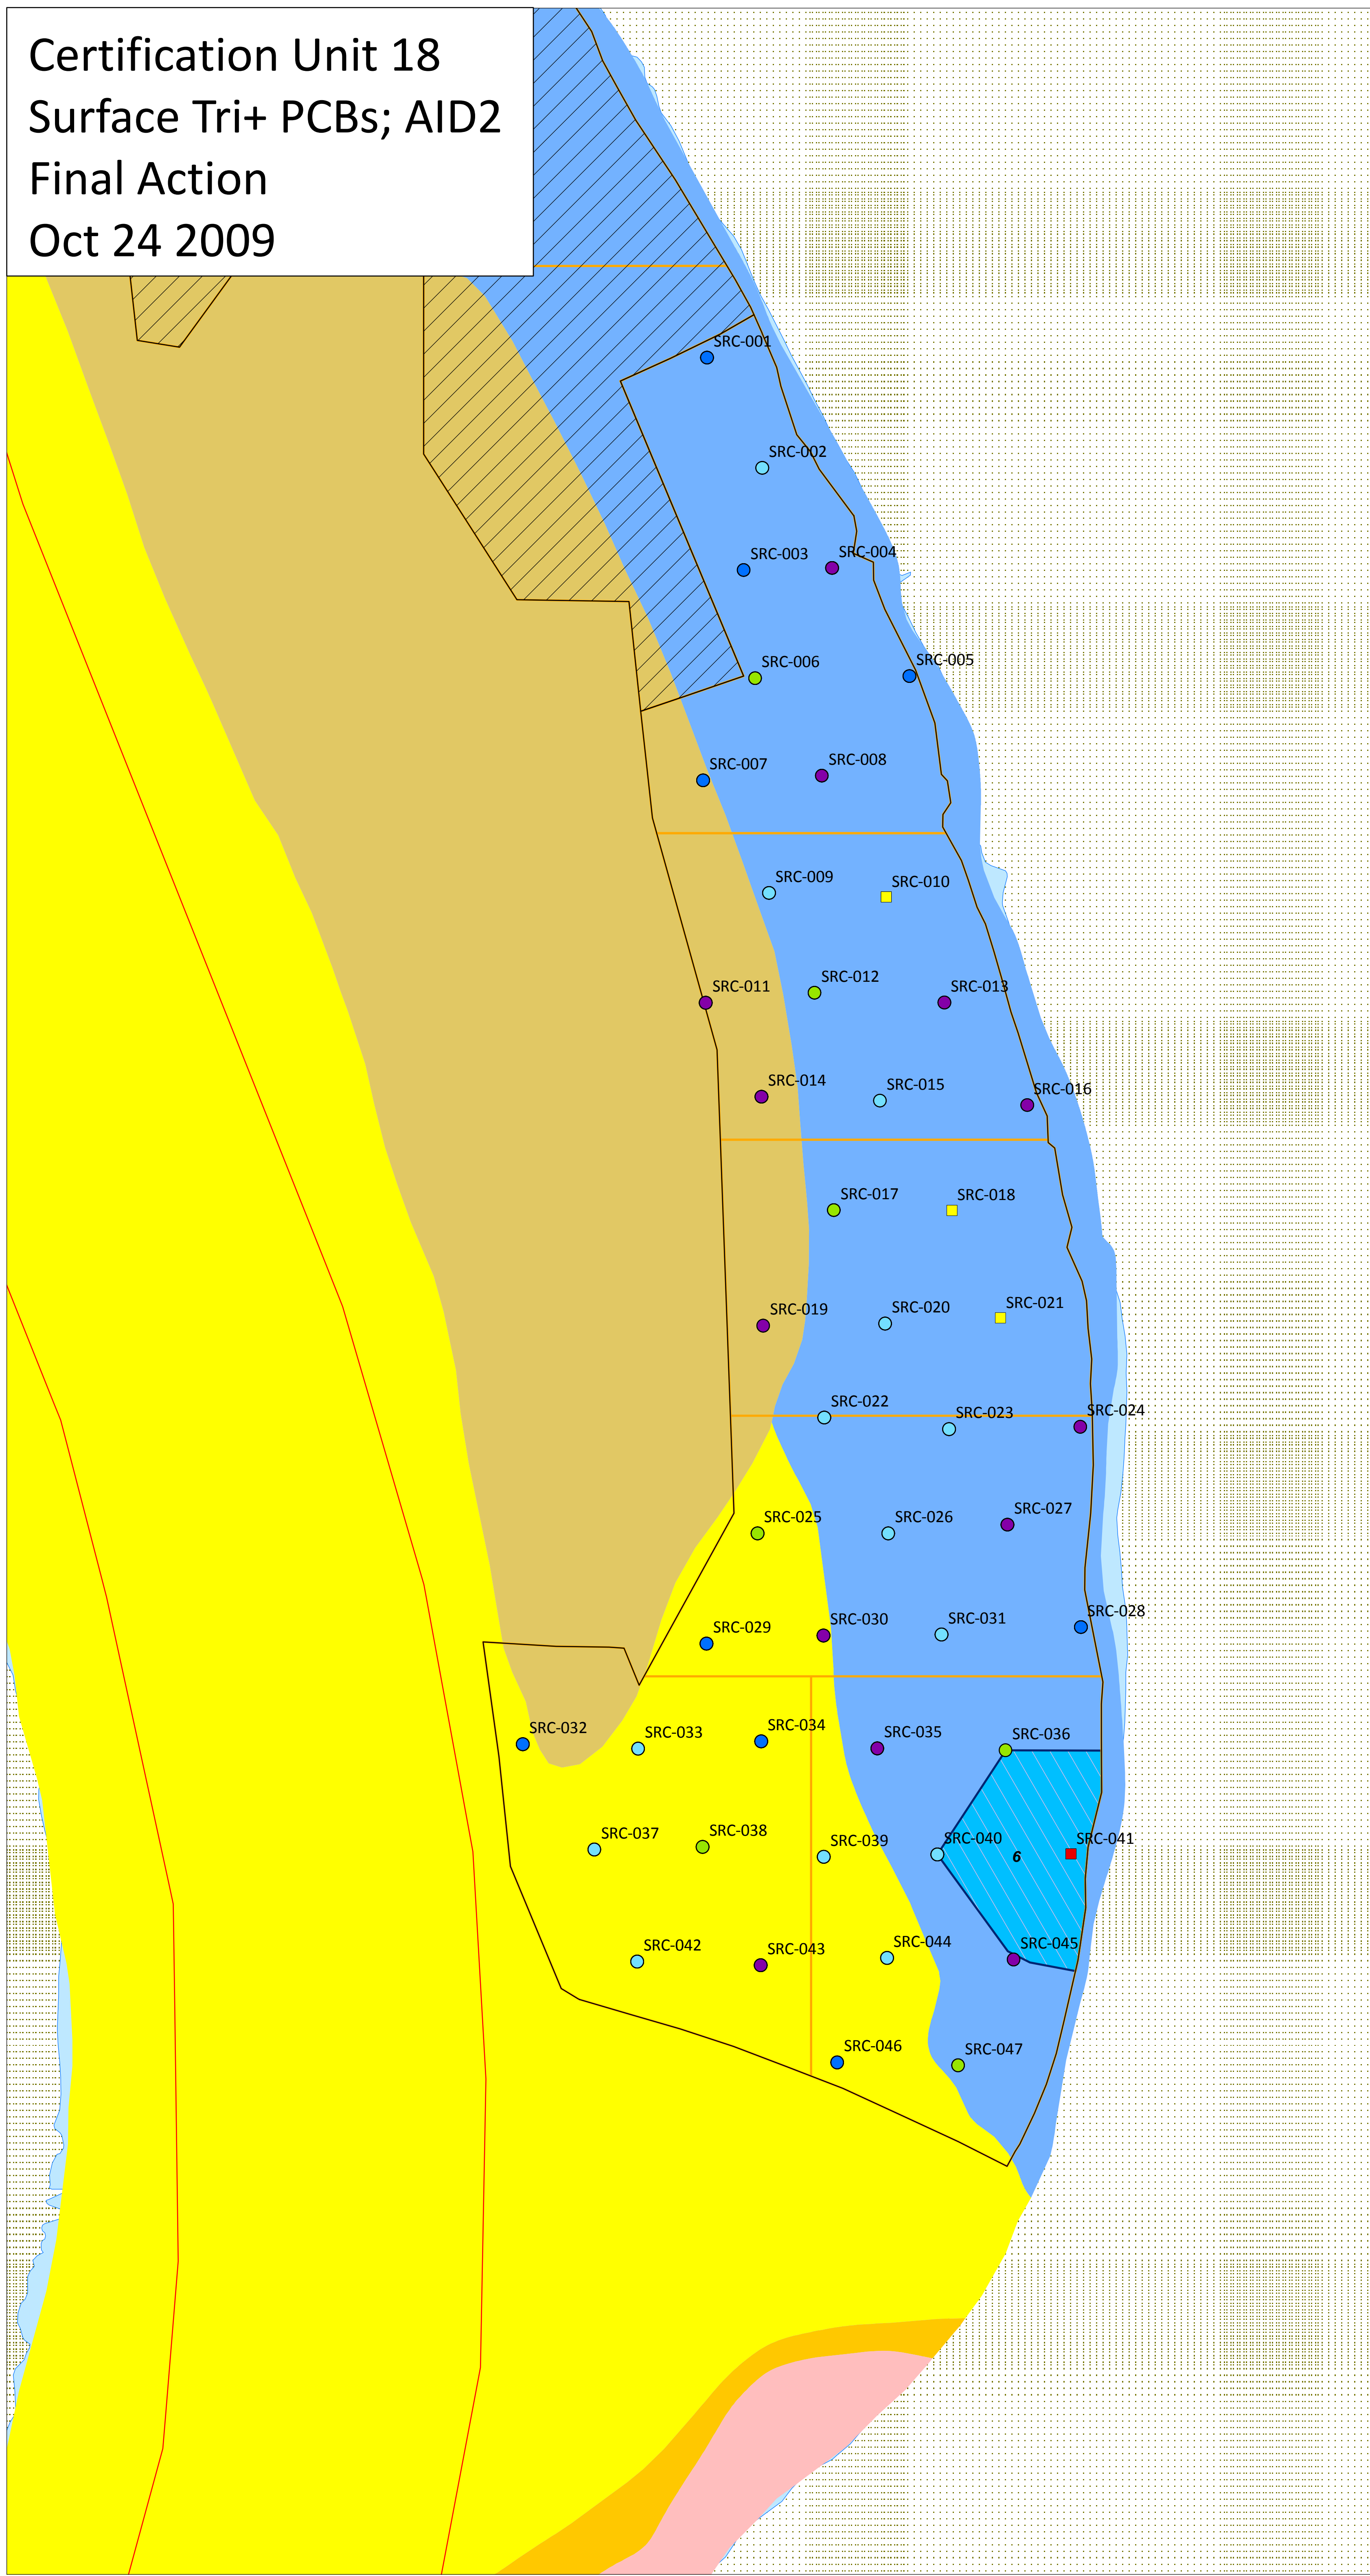 Certification Unit 18
Surface Tri+ PCBs; AID2
Final Action
Oct 24 2009
SRC-001
SRC-002
SRC-003
SRC-004
SRC-005
SRC-006
SRC-007
SRC-008
SRC-009
SRC-010
SRC-011
SRC-012
SRC-013
SRC-014
SRC-015
SRC-016
SRC-017
SRC-018
SRC-019
SRC-020
SRC-021
SRC-022
SRC-023
SRC-024
SRC-025
SRC-026
SRC-027
SRC-028
SRC-029
SRC-030
SRC-031
SRC-032
SRC-033
SRC-034
SRC-035
SRC-036
SRC-037
SRC-038
SRC-039
SRC-040
6
SRC-041
SRC-042
SRC-043
SRC-044
SRC-045
SRC-046
SRC-047